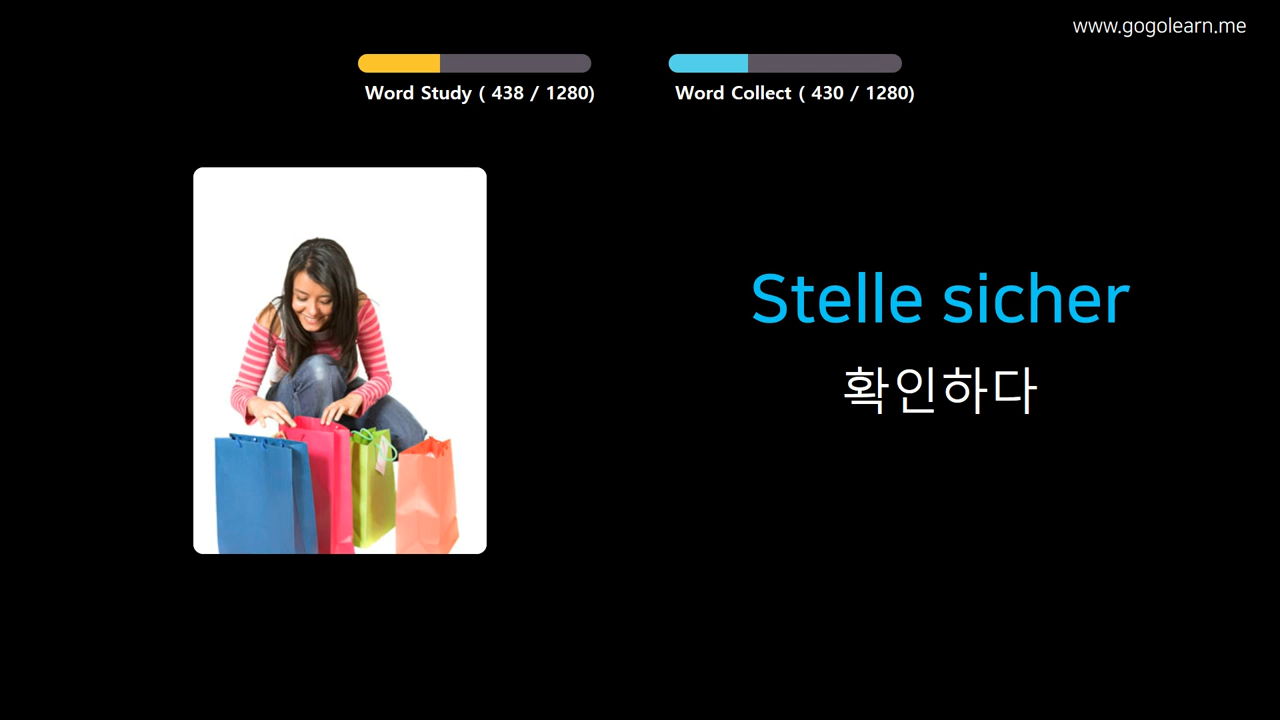 www.gogolearn.me
Word Study ( 438 / 1280)
Word Collect ( 430 / 1280)
Stelle sicher
확인하다